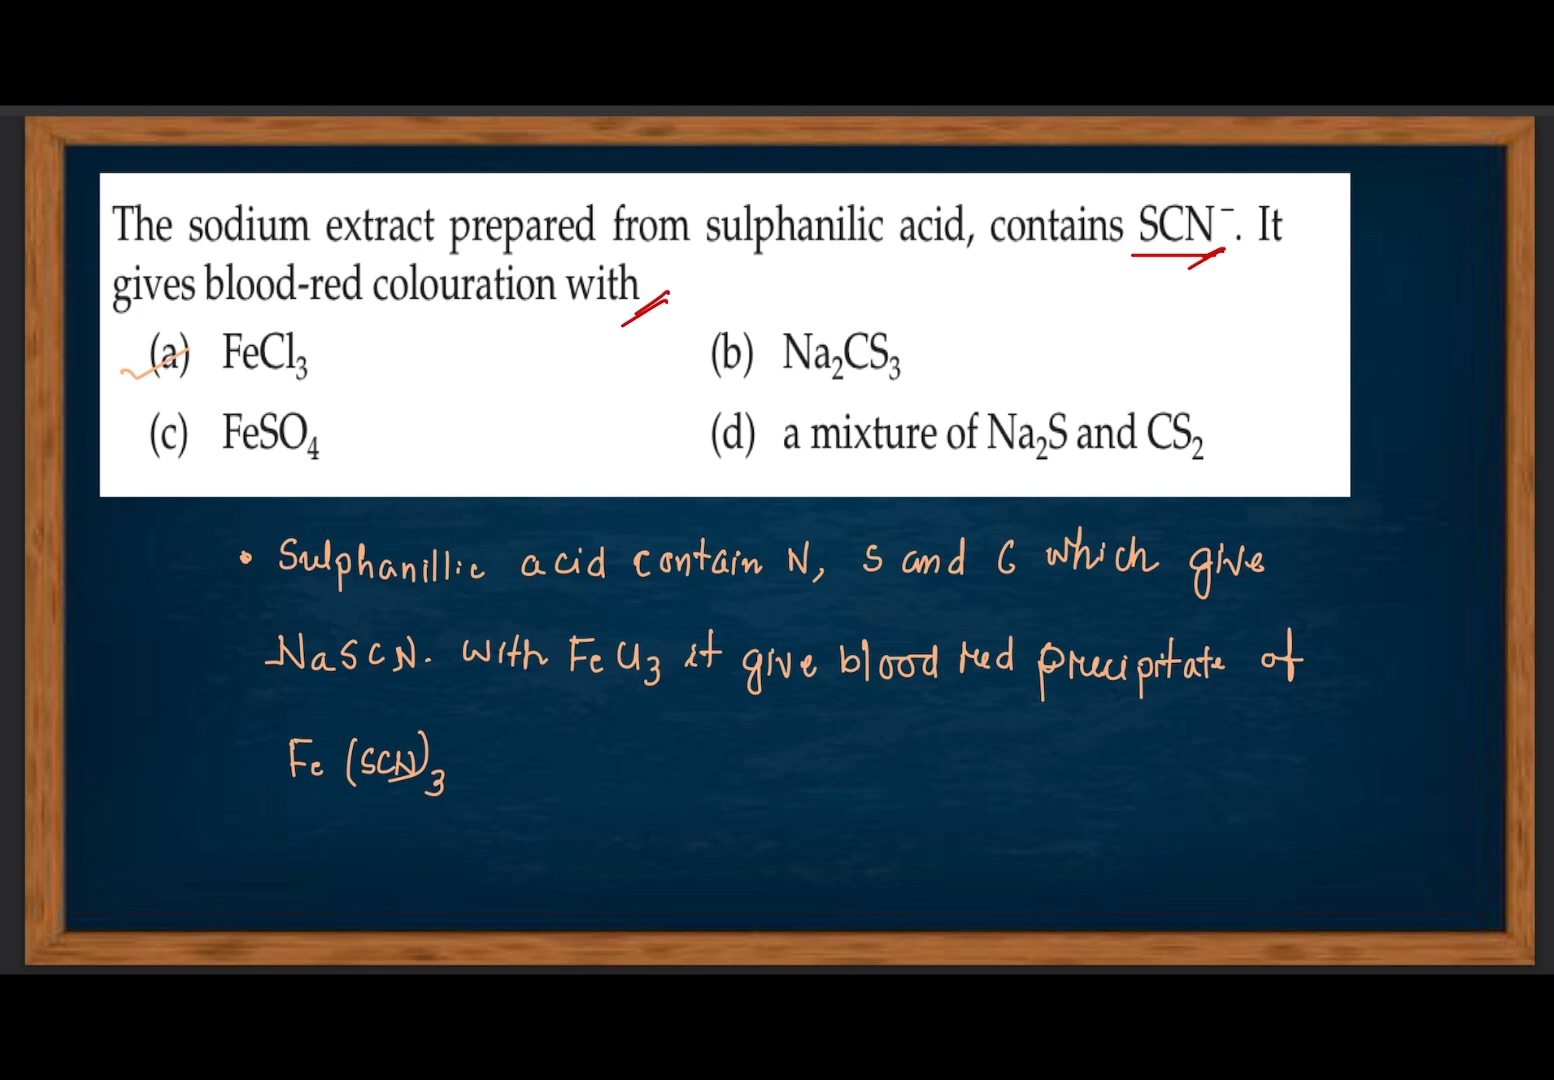 The sodium extract prepared from sulphanilic acid, contains SCN⁻. It
gives blood-red colouration with
(a) FeCl₃ (b) Na₂CS₃
(c) FeSO₄ (d) a mixture of Na₂S and CS₂
• Sulphanillic acid contain N, S and C which give
NaSCN. With FeCl₃ it give blood red precipitate of
Fe (SCN)₃